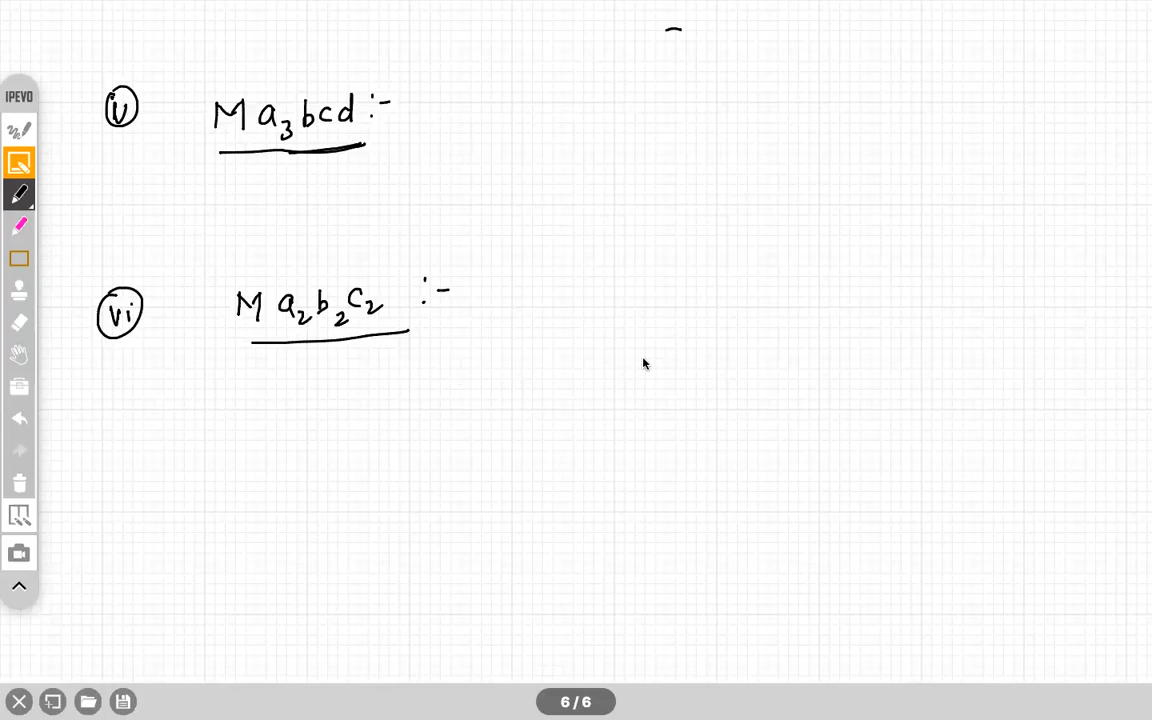 IPEVO
(v) Ma₃bcd :-
(vi) Ma₂b₂c₂ :-
6/6